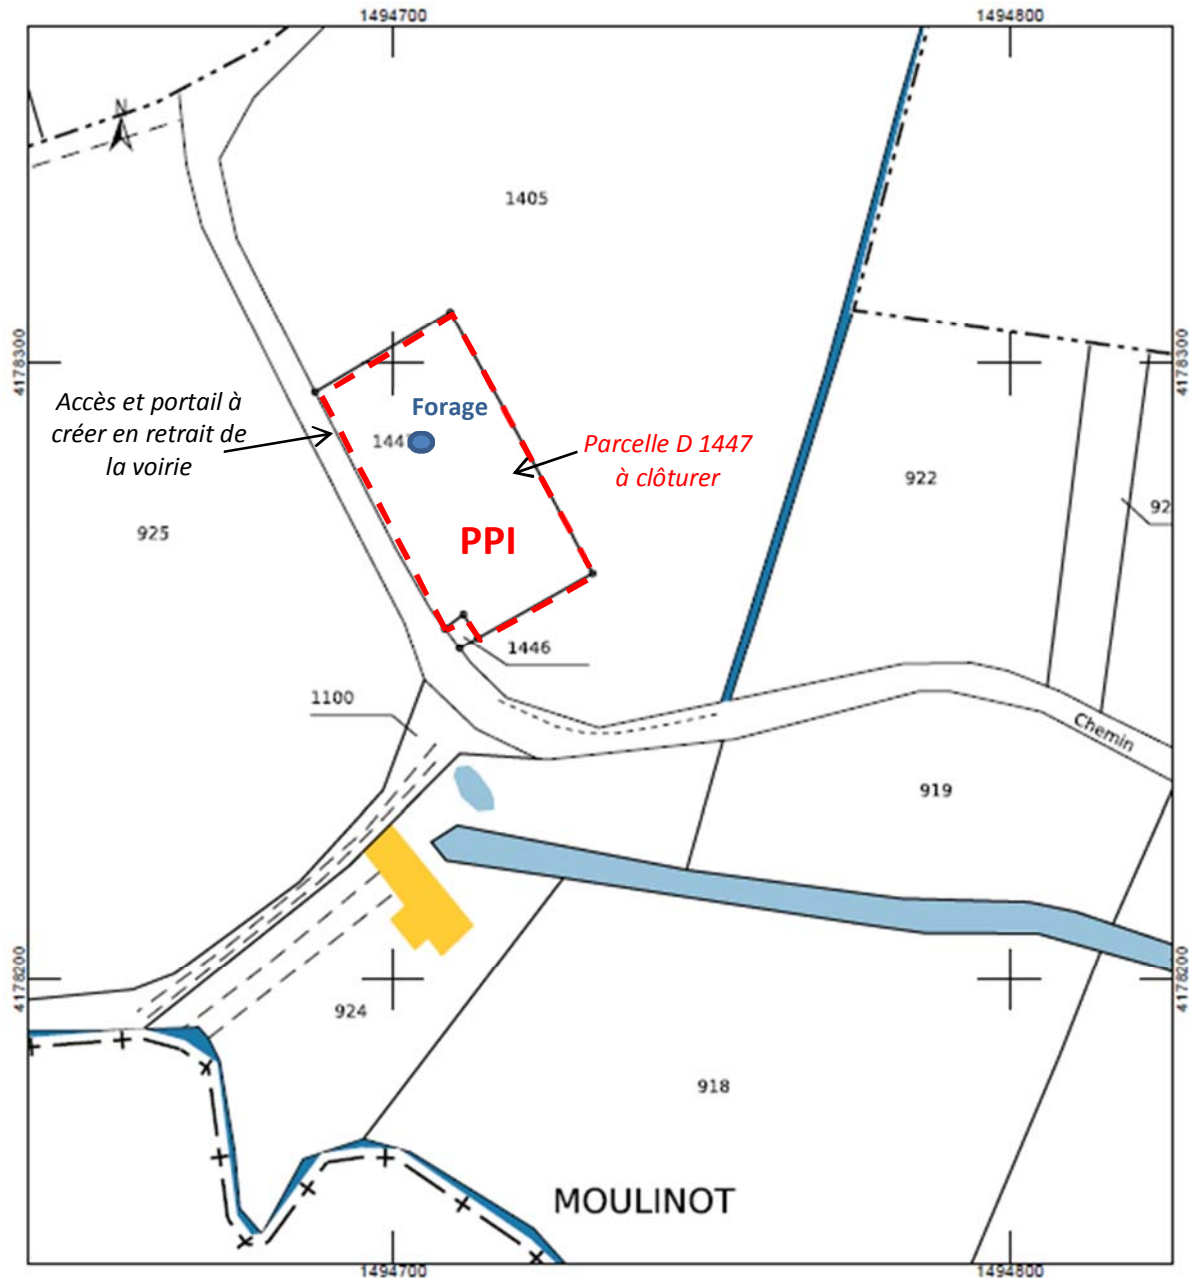 1494700
1494800
N
1405
4178300
4178300
Accès et portail à
créer en retrait de
la voirie
Forage
144
Parcelle D 1447
à clôturer
922
92
925
PPI
1446
1100
Chemin
919
4178200
4178200
924
918
MOULINOT
1494700
1494800